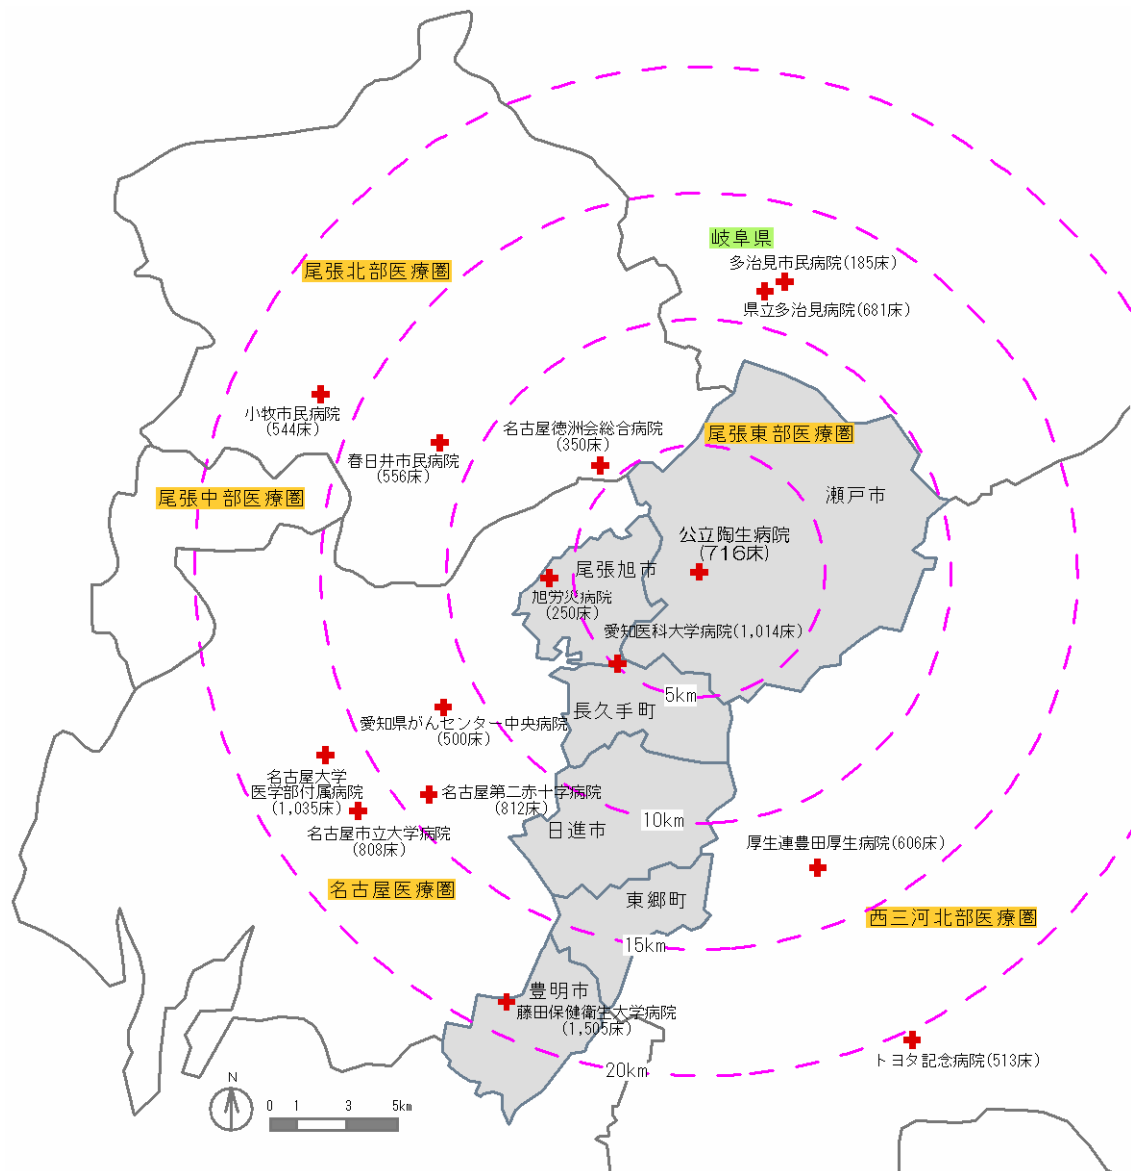 岐阜県
多治見市民病院(185床)
県立多治見病院(681床)
尾張北部医療圏
小牧市民病院
(544床)
春日井市民病院
(556床)
名古屋徳洲会総合病院
(350床)
尾張東部医療圏
尾張中部医療圏
瀬戸市
公立陶生病院
(716床)
尾張旭市
旭労災病院
(250床)
愛知医科大学病院(1,014床)
5km
長久手町
愛知県がんセンター中央病院
(500床)
名古屋大学
医学部付属病院
(1,035床)
名古屋第二赤十字病院
(812床)
名古屋市立大学病院
(808床)
10km
日進市
厚生連豊田厚生病院(606床)
名古屋医療圏
東郷町
西三河北部医療圏
15km
豊明市
藤田保健衛生大学病院
(1,505床)
トヨタ記念病院(513床)
20km
N
0 1 3 5km